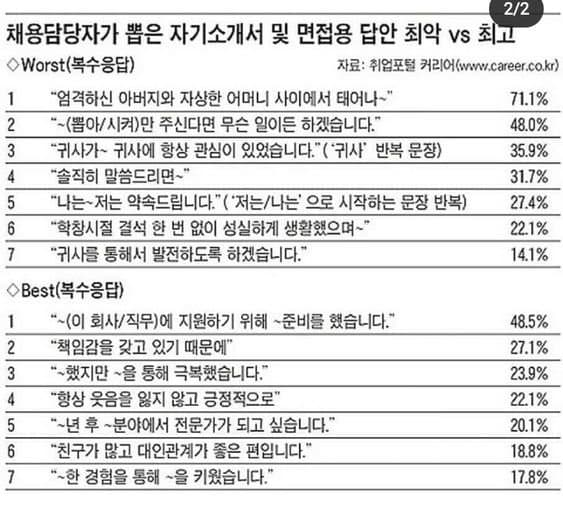 2/2
채용담당자가 뽑은 자기소개서 및 면접용 답안 최악 vs 최고
◇Worst(복수응답) 자료: 취업포털 커리어(www.career.co.kr)
1 “엄격하신 아버지와 자상한 어머니 사이에서 태어나~” 71.1%
2 “~(뽑아/시켜)만 주신다면 무슨 일이든 하겠습니다.” 48.0%
3 “귀사가~ 귀사에 항상 관심이 있었습니다.”(‘귀사’ 반복 문장) 35.9%
4 “솔직히 말씀드리면~” 31.7%
5 “나는~저는 약속드립니다.”(‘저는/나는’으로 시작하는 문장 반복) 27.4%
6 “학창시절 결석 한 번 없이 성실하게 생활했으며~” 22.1%
7 “귀사를 통해서 발전하도록 하겠습니다.” 14.1%
◇Best(복수응답)
1 “~(이 회사/직무)에 지원하기 위해 ~준비를 했습니다.” 48.5%
2 “책임감을 갖고 있기 때문에” 27.1%
3 “~했지만 ~을 통해 극복했습니다.” 23.9%
4 “항상 웃음을 잃지 않고 긍정적으로” 22.1%
5 “~년 후 ~분야에서 전문가가 되고 싶습니다.” 20.1%
6 “친구가 많고 대인관계가 좋은 편입니다.” 18.8%
7 “~한 경험을 통해 ~을 키웠습니다.” 17.8%